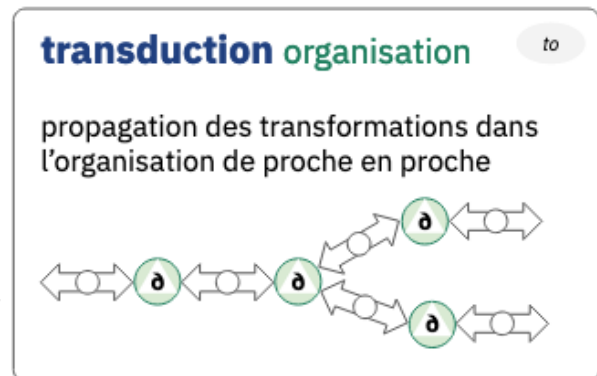 transduction organisation
to
propagation des transformations dans
l'organisation de proche en proche
∂
∂
∂
∂